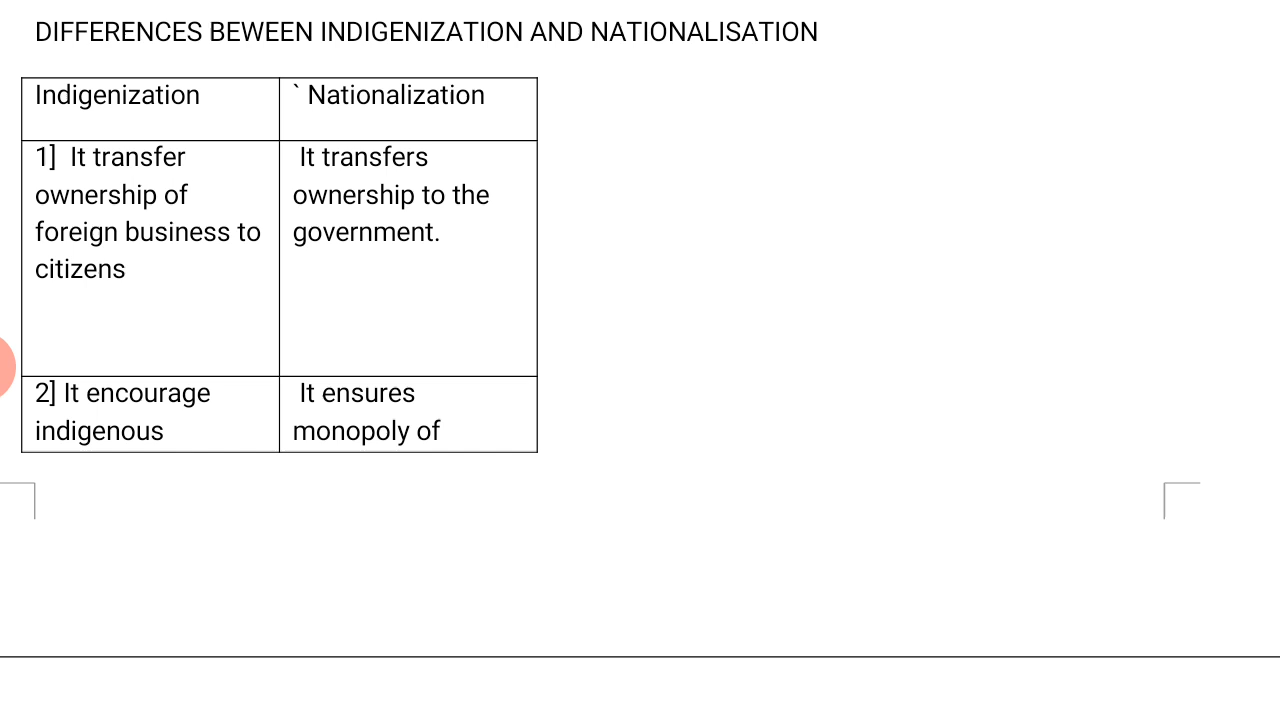 DIFFERENCES BEWEEN INDIGENIZATION AND NATIONALISATION
Indigenization
` Nationalization
1] It transfer
ownership of
foreign business to
citizens
It transfers
ownership to the
government.
2] It encourage
indigenous
It ensures
monopoly of